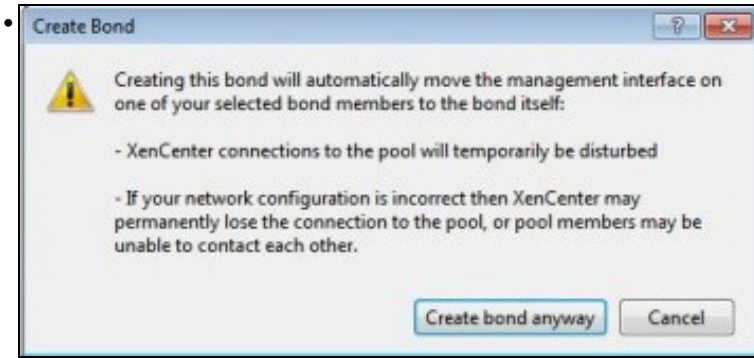 Create Bond
Creating this bond will automatically move the management interface on
one of your selected bond members to the bond itself:
- XenCenter connections to the pool will temporarily be disturbed
- If your network configuration is incorrect then XenCenter may
permanently lose the connection to the pool, or pool members may be
unable to contact each other.
Create bond anyway
Cancel